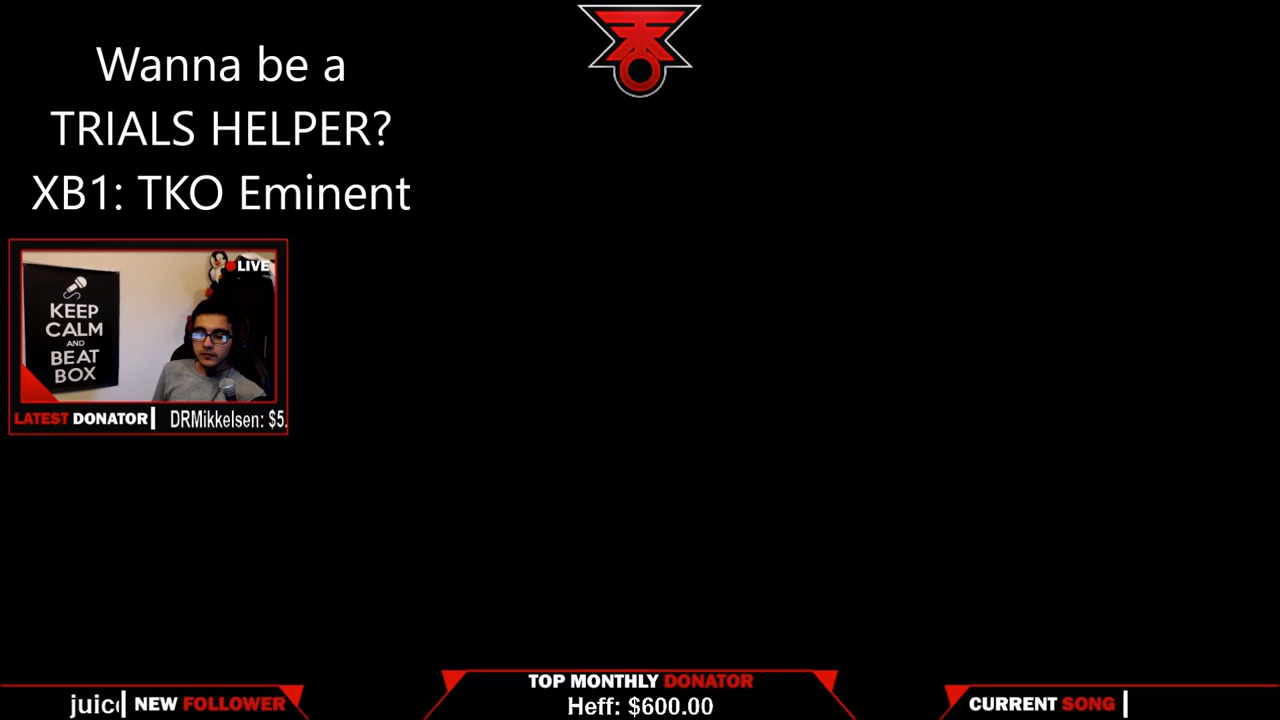 Wanna be a
TRIALS HELPER?
XB1: TKO Eminent
LIVE
KEEP
CALM
AND
BEAT
BOX
LATEST DONATOR
DRMikkelsen: $5.
NEW FOLLOWER
TOP MONTHLY DONATOR
Heff: $600.00
CURRENT SONG